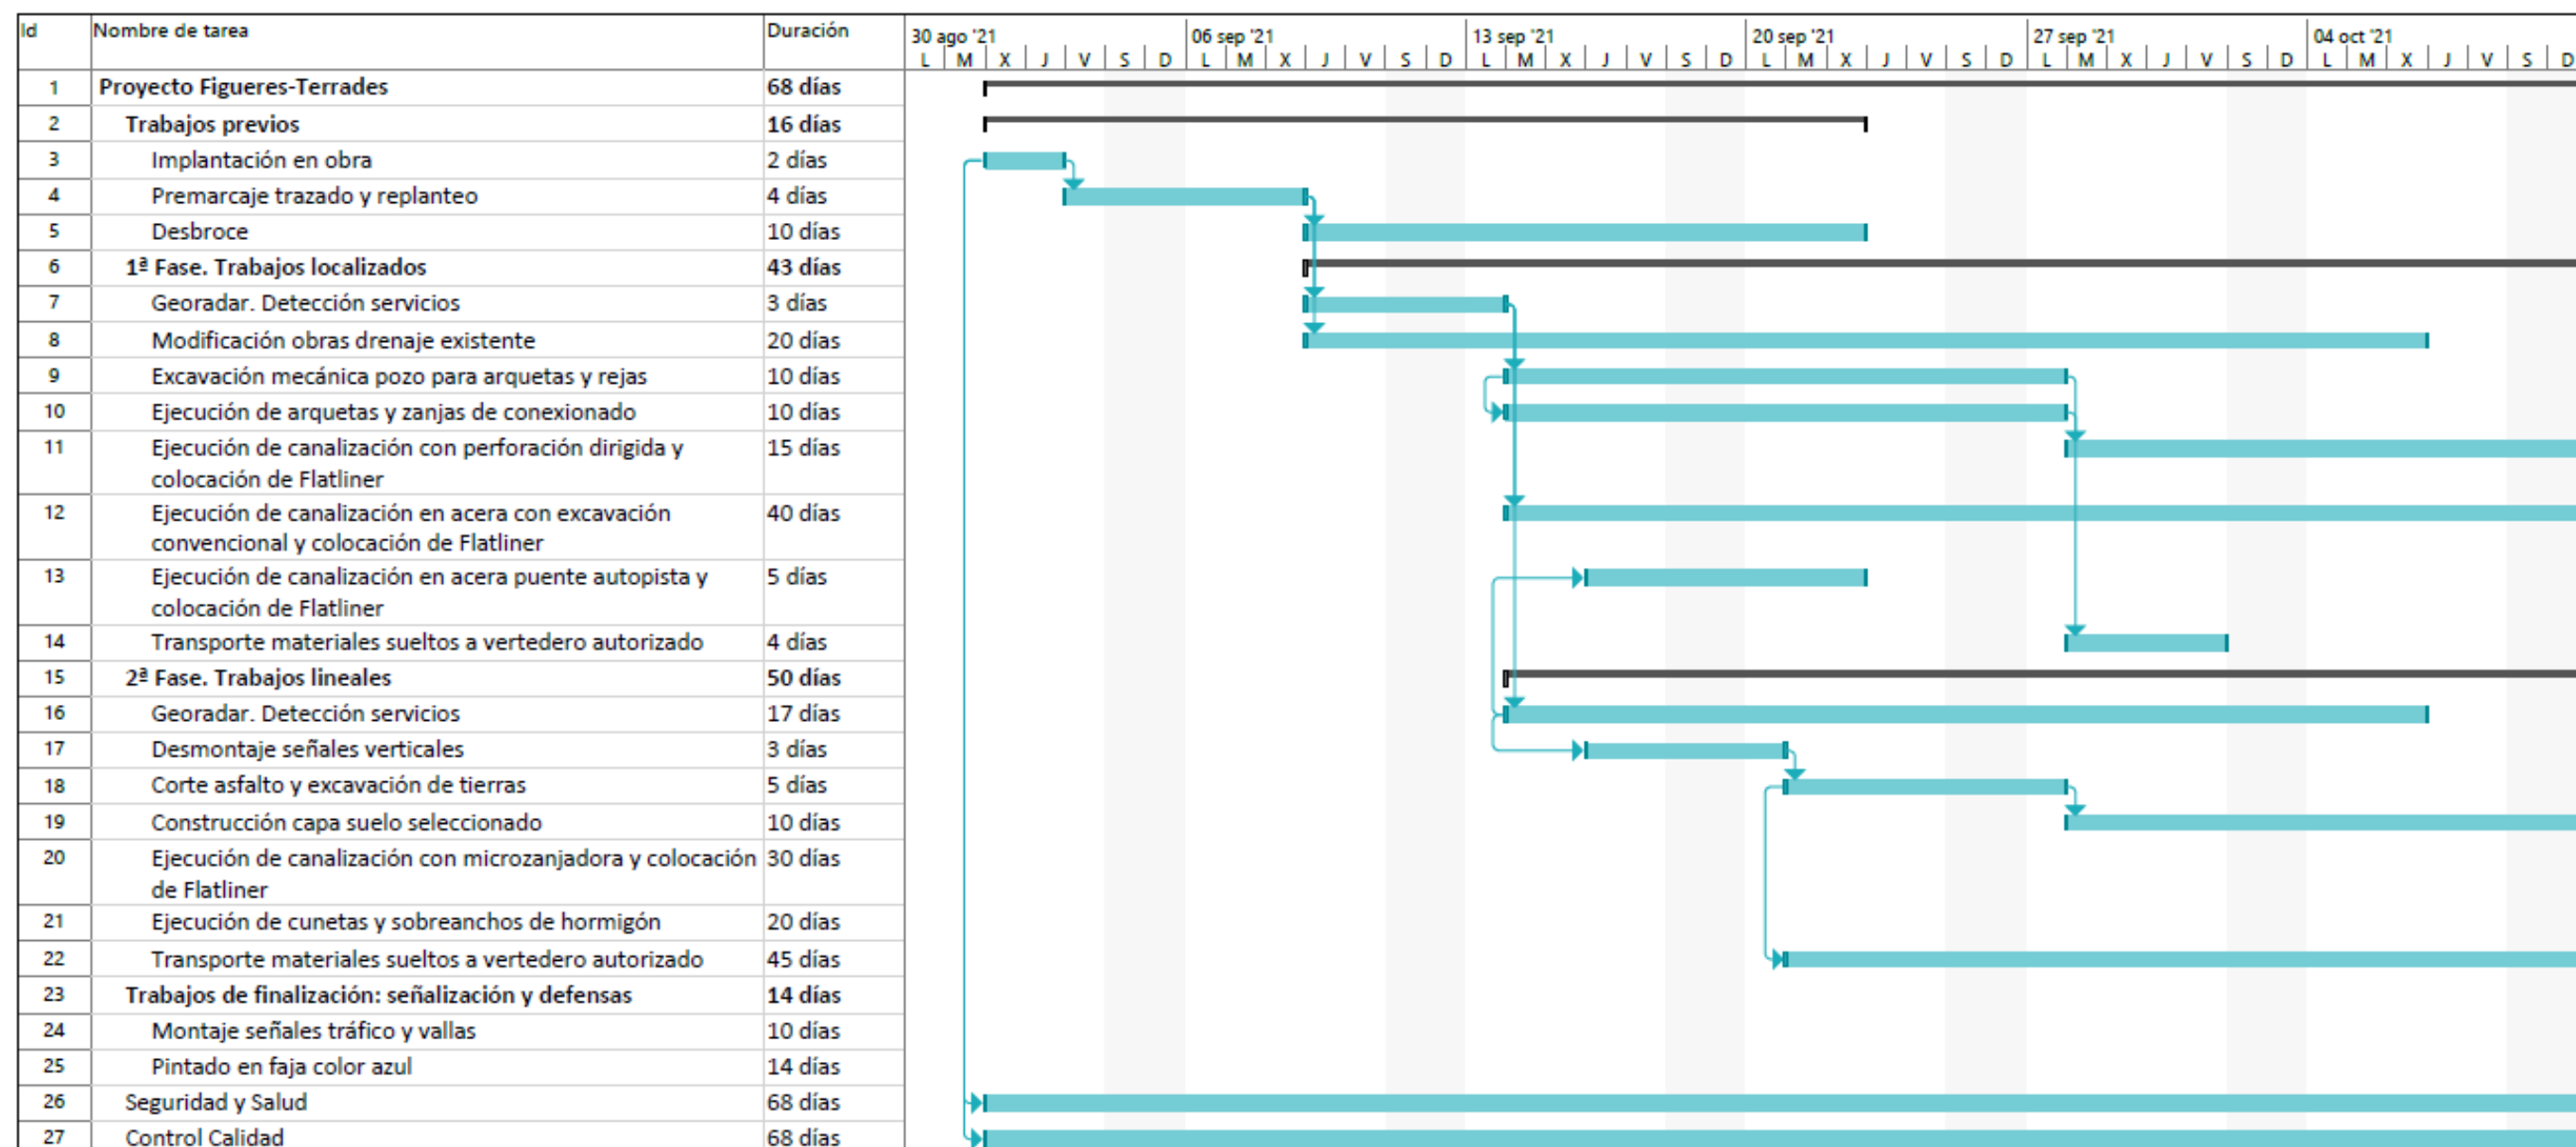 Id Nombre de tarea Duración 30 ago '21 06 sep '21 13 sep '21 20 sep '21 27 sep '21 04 oct '21
L M X J V S D L M X J V S D L M X J V S D L M X J V S D L M X J V S D L M X J V S D
1 Proyecto Figueres-Terrades 68 días
2 Trabajos previos 16 días
3 Implantación en obra 2 días
4 Premarcaje trazado y replanteo 4 días
5 Desbroce 10 días
6 1ª Fase. Trabajos localizados 43 días
7 Georadar. Detección servicios 3 días
8 Modificación obras drenaje existente 20 días
9 Excavación mecánica pozo para arquetas y rejas 10 días
10 Ejecución de arquetas y zanjas de conexionado 10 días
11 Ejecución de canalización con perforación dirigida y 15 días
colocación de Flatliner
12 Ejecución de canalización en acera con excavación 40 días
convencional y colocación de Flatliner
13 Ejecución de canalización en acera puente autopista y 5 días
colocación de Flatliner
14 Transporte materiales sueltos a vertedero autorizado 4 días
15 2ª Fase. Trabajos lineales 50 días
16 Georadar. Detección servicios 17 días
17 Desmontaje señales verticales 3 días
18 Corte asfalto y excavación de tierras 5 días
19 Construcción capa suelo seleccionado 10 días
20 Ejecución de canalización con microzanjadora y colocación 30 días
de Flatliner
21 Ejecución de cunetas y sobreanchos de hormigón 20 días
22 Transporte materiales sueltos a vertedero autorizado 45 días
23 Trabajos de finalización: señalización y defensas 14 días
24 Montaje señales tráfico y vallas 10 días
25 Pintado en faja color azul 14 días
26 Seguridad y Salud 68 días
27 Control Calidad 68 días